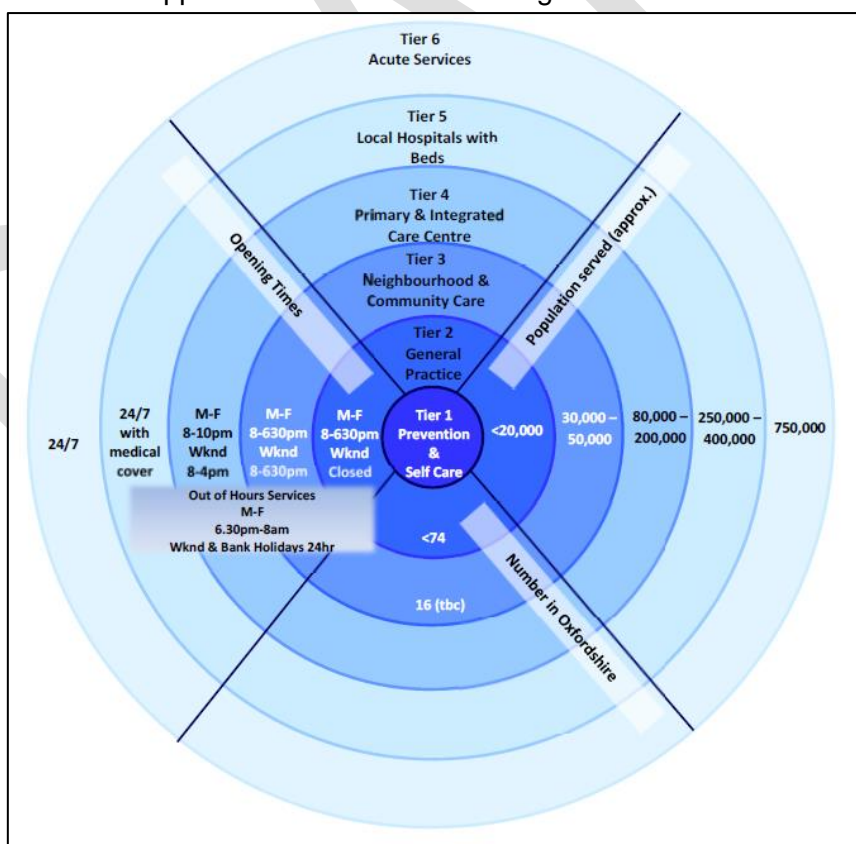 Tier 6
Acute Services
Tier 5
Local Hospitals with
Beds
Tier 4
Primary & Integrated
Care Centre
Tier 3
Neighbourhood &
Community Care
Tier 2
General
Practice
Tier 1
Prevention
&
Self Care
Opening Times
Population served (approx.)
24/7
24/7
with
medical
cover
M-F
8-10pm
Wknd
8-4pm
M-F
8-630pm
Wknd
8-630pm
M-F
8-630pm
Wknd
Closed
<20,000
30,000 –
50,000
80,000 –
200,000
250,000 –
400,000
750,000
Out of Hours Services
M-F
6.30pm-8am
Wknd & Bank Holidays 24hr
<74
16 (tbc)
Number in Oxfordshire